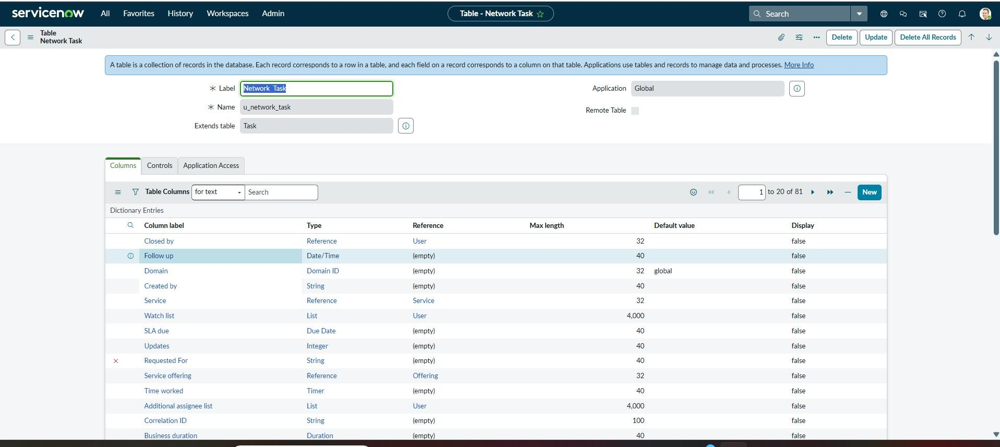 servicenow All Favorites History Workspaces Admin Table - Network Task Search
Table
Network Task
Delete Update Delete All Records
A table is a collection of records in the database. Each record corresponds to a row in a table, and each field on a record corresponds to a column on that table. Applications use tables and records to manage data and processes. More Info
Label Network Task Application Global
Name u_network_task Remote Table
Extends table Task
Columns Controls Application Access
Table Columns for text Search 1 to 20 of 81 New
Dictionary Entries
Column label Type Reference Max length Default value Display
Closed by Reference User 32 false
Follow up Date/Time (empty) 40 false
Domain Domain ID (empty) 32 global false
Created by String (empty) 40 false
Service Reference Service 32 false
Watch list List User 4,000 false
SLA due Due Date (empty) 40 false
Updates Integer (empty) 40 false
Requested For String (empty) 40 false
Service offering Reference Offering 32 false
Time worked Timer (empty) 40 false
Additional assignee list List User 4,000 false
Correlation ID String (empty) 100 false
Business duration Duration (empty) 40 false